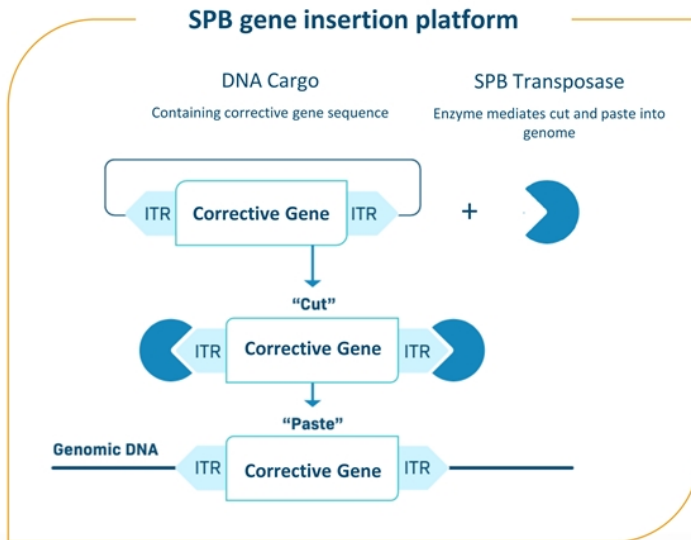 SPB gene insertion platform
DNA Cargo
Containing corrective gene sequence
SPB Transposase
Enzyme mediates cut and paste into
genome
ITR Corrective Gene ITR
+
“Cut”
ITR Corrective Gene ITR
“Paste”
Genomic DNA
ITR Corrective Gene ITR